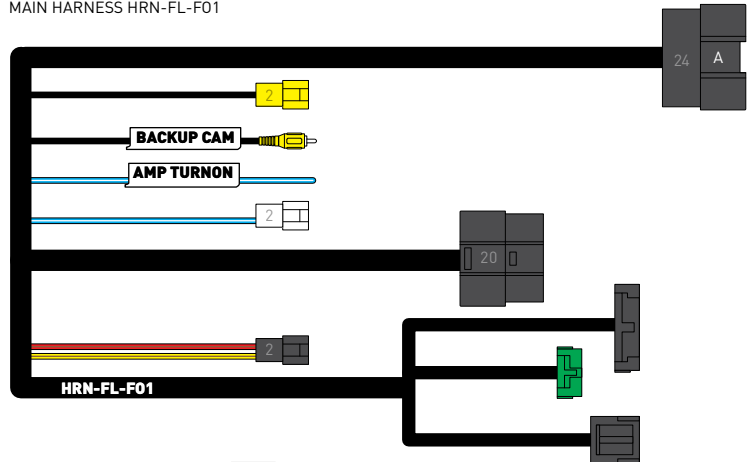 MAIN HARNESS HRN-FL-F01
24
A
2
BACKUP CAM
AMP TURNON
2
20
2
HRN-FL-F01